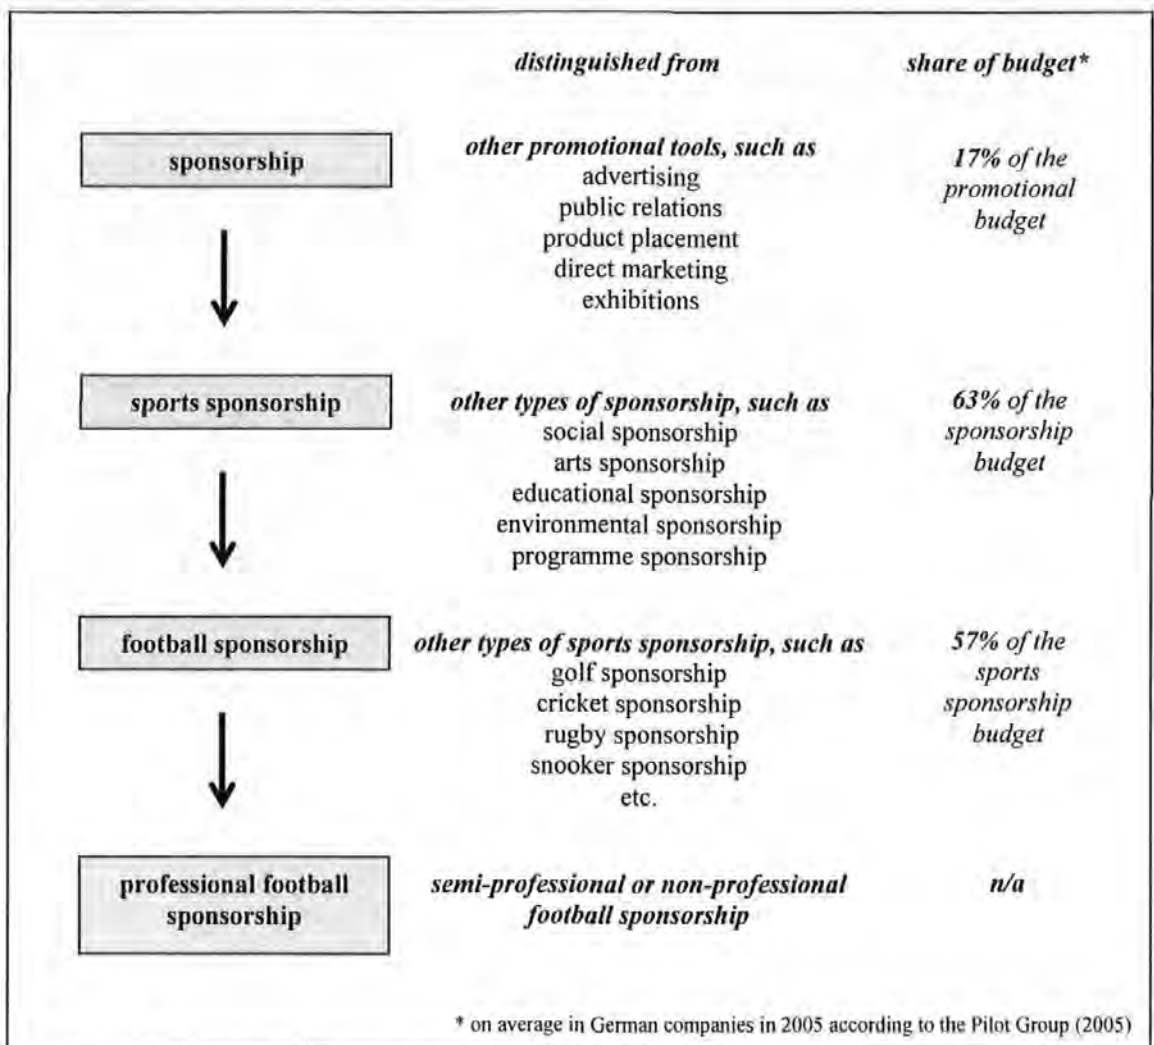 distinguished from share of budget*
sponsorship
other promotional tools, such as
advertising
public relations
product placement
direct marketing
exhibitions
17% of the
promotional
budget
sports sponsorship
other types of sponsorship, such as
social sponsorship
arts sponsorship
educational sponsorship
environmental sponsorship
programme sponsorship
63% of the
sponsorship
budget
football sponsorship
other types of sports sponsorship, such as
golf sponsorship
cricket sponsorship
rugby sponsorship
snooker sponsorship
etc.
57% of the
sports
sponsorship
budget
professional football
sponsorship
semi-professional or non-professional
football sponsorship
n/a
* on average in German companies in 2005 according to the Pilot Group (2005)